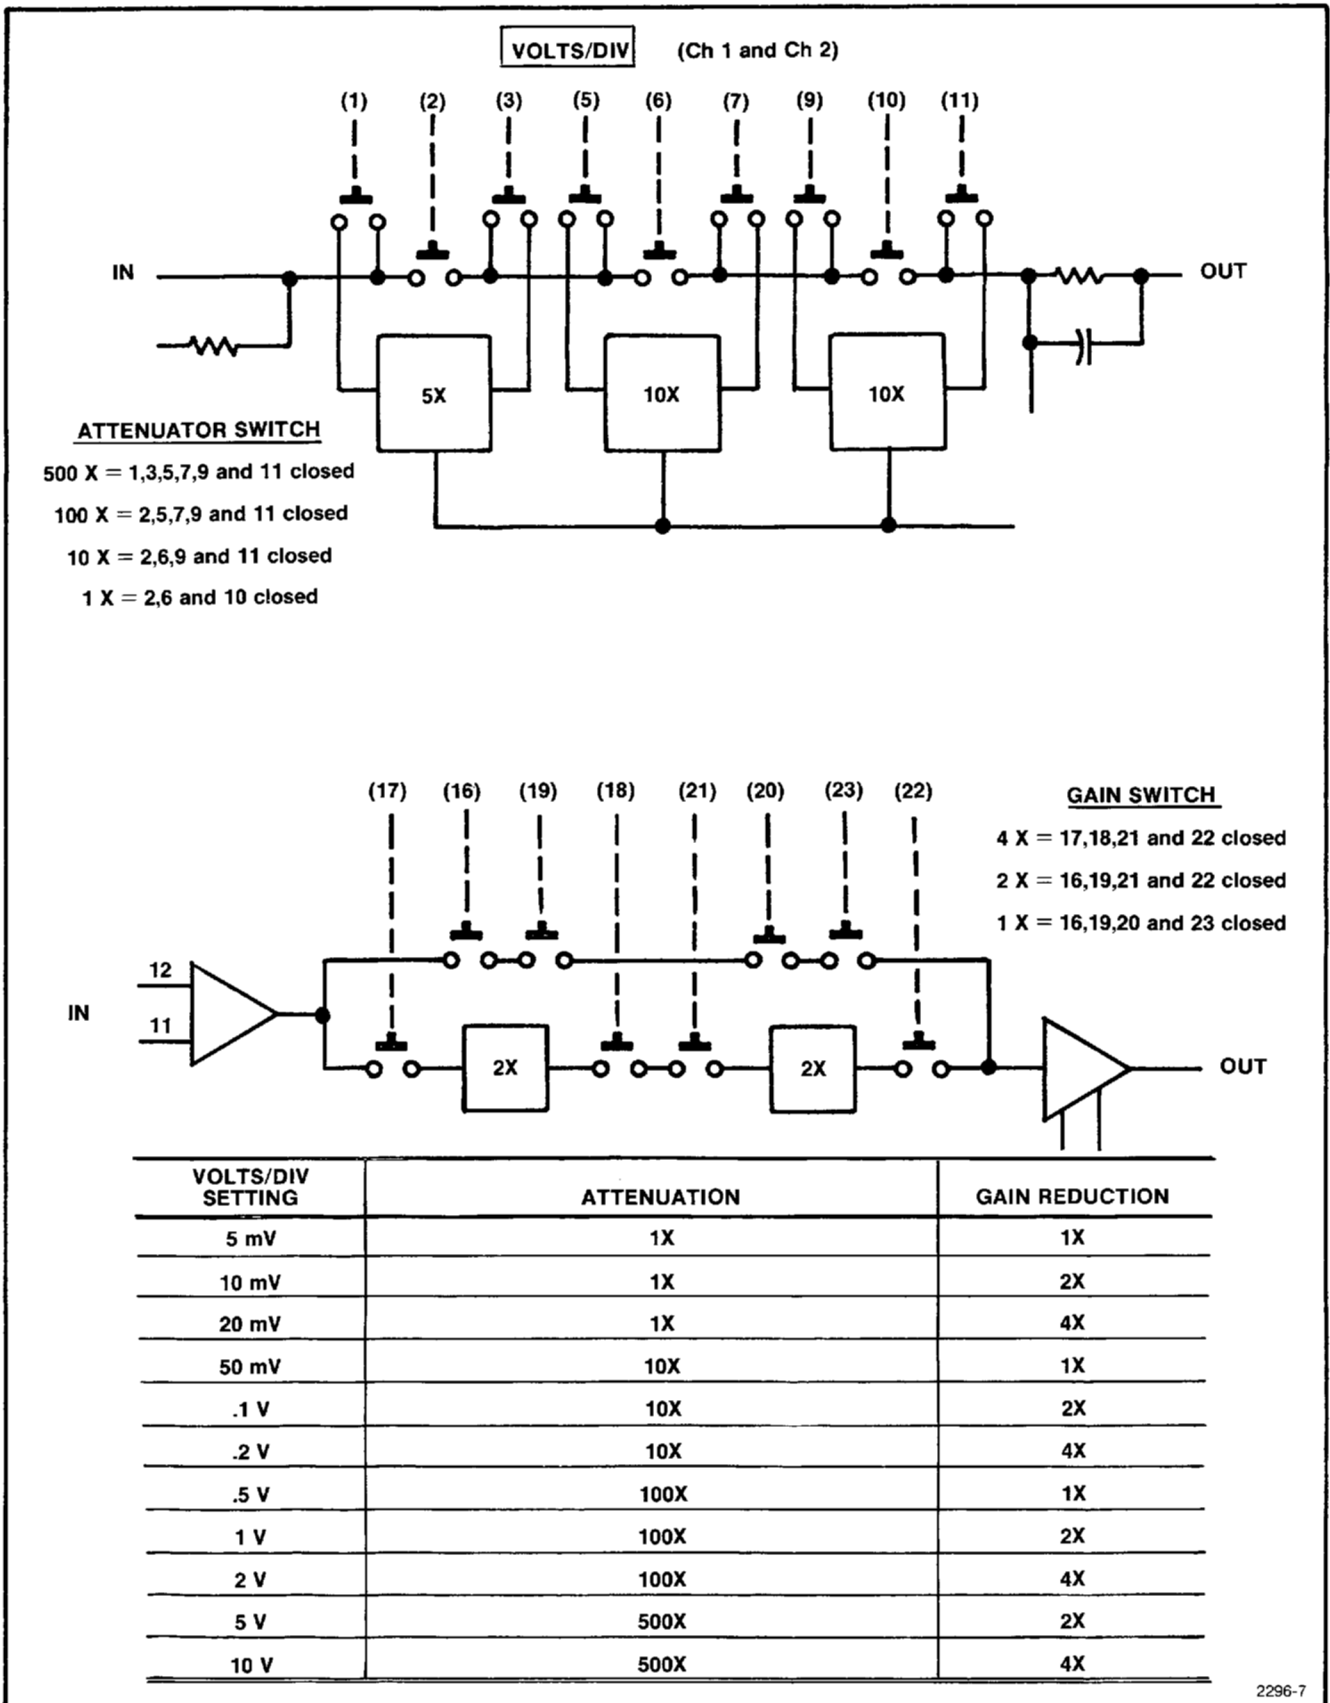 VOLTS/DIV (Ch 1 and Ch 2)
(1) (2) (3) (5) (6) (7) (9) (10) (11)
IN
OUT
5X 10X 10X
ATTENUATOR SWITCH
500 X = 1,3,5,7,9 and 11 closed
100 X = 2,5,7,9 and 11 closed
10 X = 2,6,9 and 11 closed
1 X = 2,6 and 10 closed
(17) (16) (19) (18) (21) (20) (23) (22)
GAIN SWITCH
4 X = 17,18,21 and 22 closed
2 X = 16,19,21 and 22 closed
1 X = 16,19,20 and 23 closed
12
IN
11
2X 2X
OUT
VOLTS/DIV
SETTING ATTENUATION GAIN REDUCTION
5 mV 1X 1X
10 mV 1X 2X
20 mV 1X 4X
50 mV 10X 1X
.1 V 10X 2X
.2 V 10X 4X
.5 V 100X 1X
1 V 100X 2X
2 V 100X 4X
5 V 500X 2X
10 V 500X 4X
2296-7